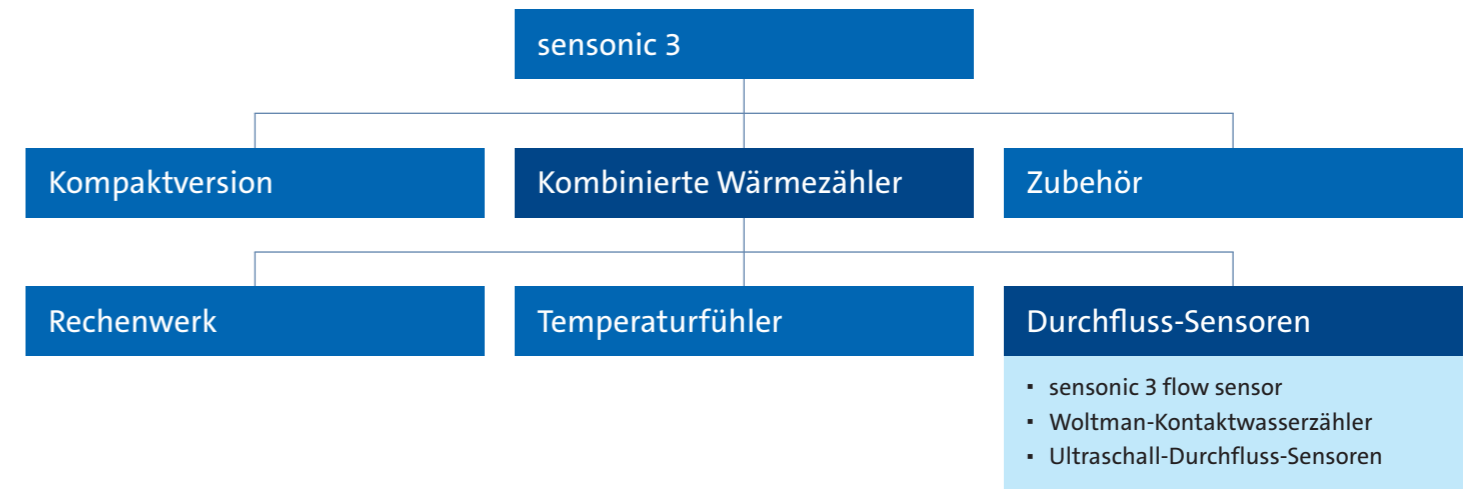 sensonic 3
Kompaktversion
Kombinierte Wärmezähler
Zubehör
Rechenwerk
Temperaturfühler
Durchfluss-Sensoren
▪ sensonic 3 flow sensor
▪ Woltman-Kontaktwasserzähler
▪ Ultraschall-Durchfluss-Sensoren